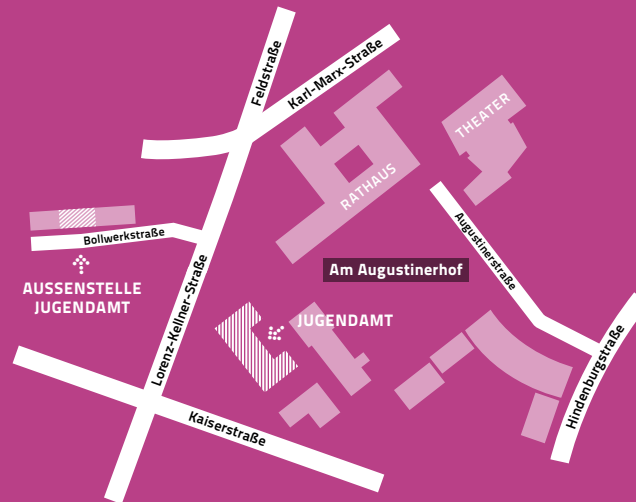 Feldstraße
Karl-Marx-Straße
THEATER
RATHAUS
Augustinerstraße
Bollwerkstraße
Am Augustinerhof
AUSSENSTELLE
JUGENDAMT
Lorenz-Kellner-Straße
JUGENDAMT
Hindenburgstraße
Kaiserstraße